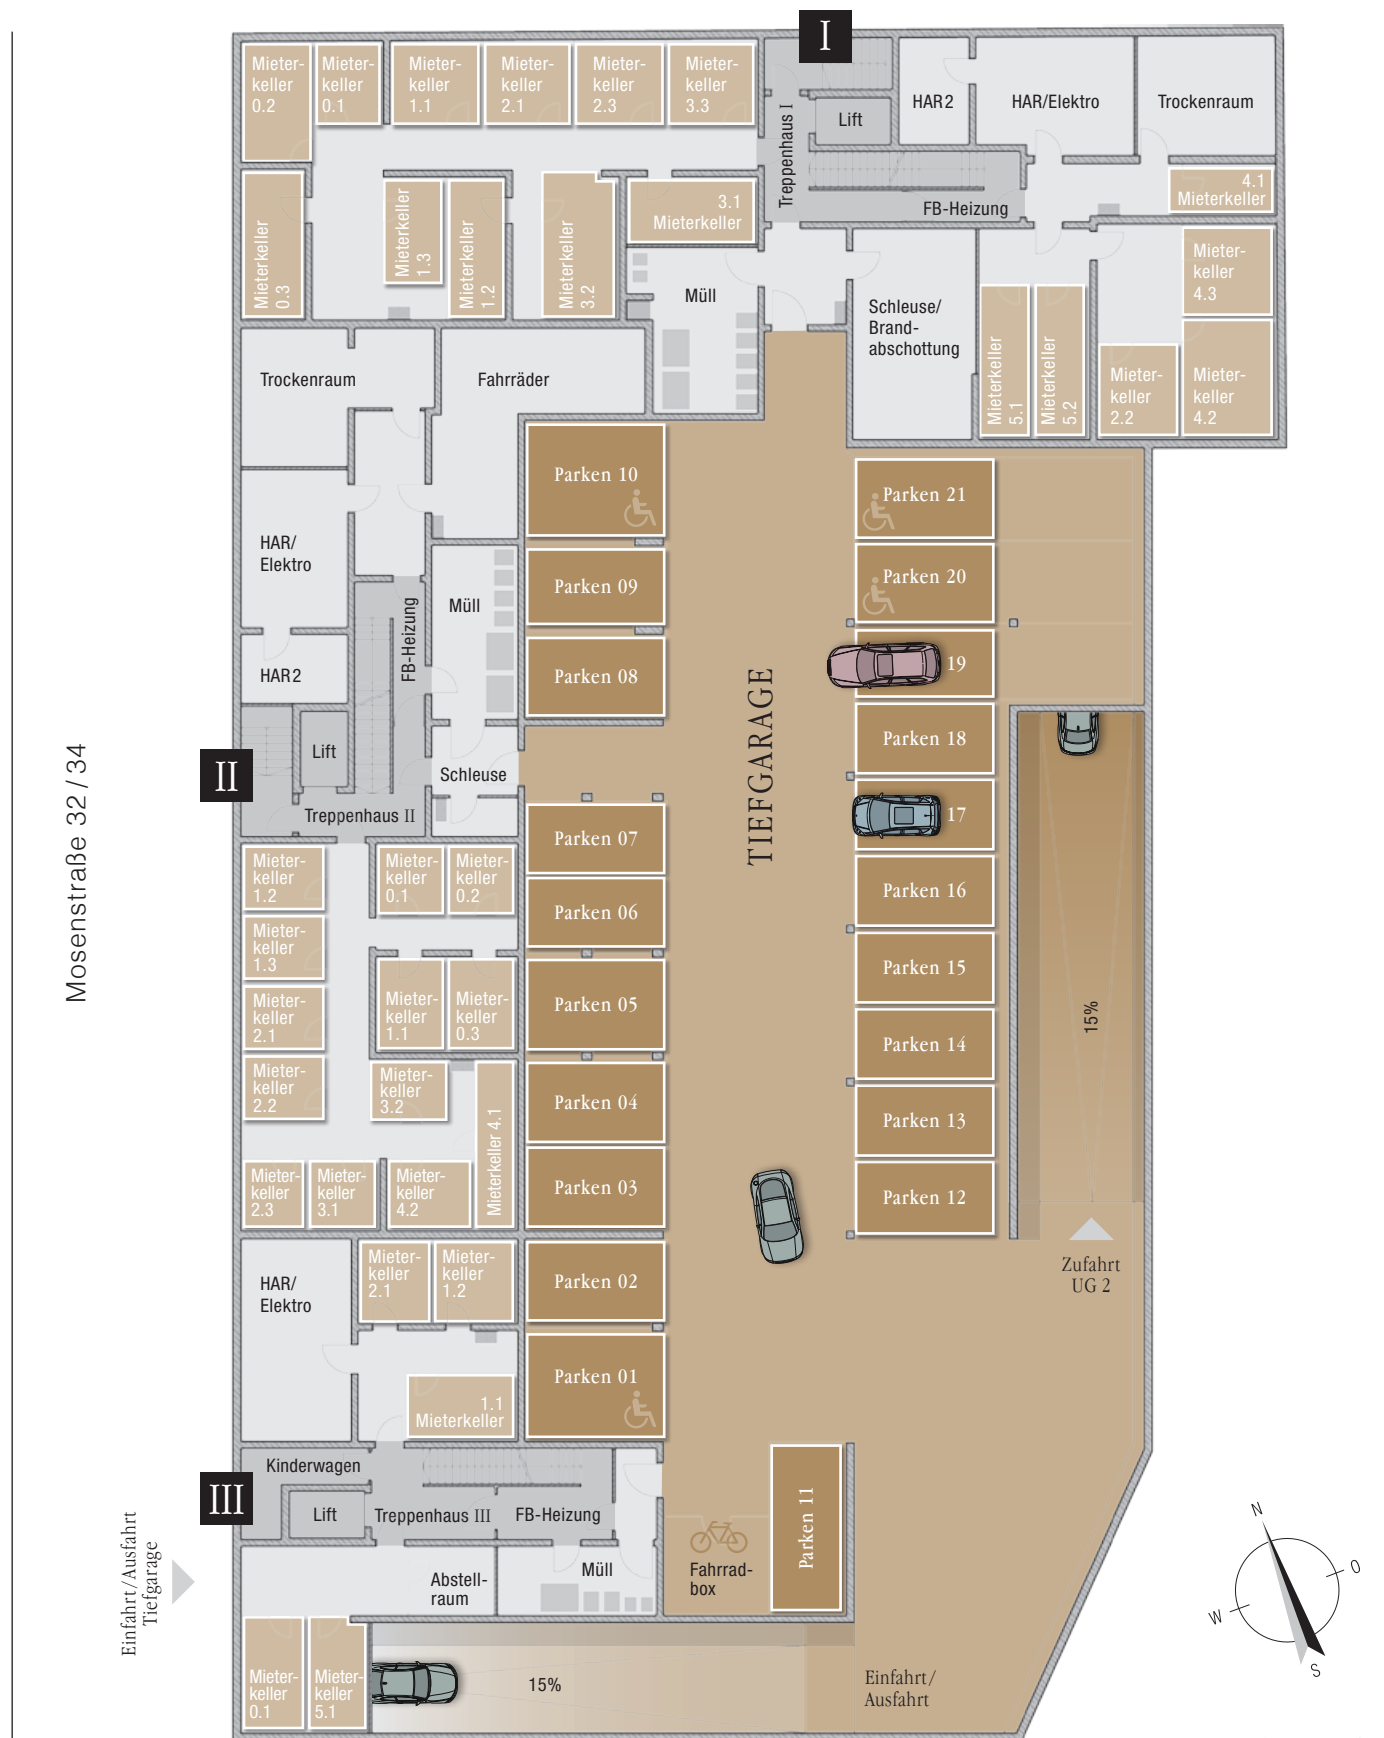 I
Mieter-
keller
0.2
Mieter-
keller
0.1
Mieter-
keller
1.1
Mieter-
keller
2.1
Mieter-
keller
2.3
Mieter-
keller
3.3
Treppenhaus I
Lift
HAR 2
HAR/Elektro
Trockenraum
FB-Heizung
4.1
Mieterkeller
Mieterkeller
0.3
Mieterkeller
1.3
Mieterkeller
1.2
Mieterkeller
3.2
3.1
Mieterkeller
Müll
Schleuse/
Brand-
abschottung
Mieterkeller
5.1
Mieterkeller
5.2
Mieter-
keller
4.3
Mieter-
keller
2.2
Mieter-
keller
4.2
Trockenraum
Fahrräder
HAR/
Elektro
HAR 2
FB-Heizung
Müll
Parken 10
Parken 09
Parken 08
Parken 21
Parken 20
19
Parken 18
17
TIEFGARAGE
Mosenstraße 32 / 34
II
Lift
Treppenhaus II
Schleuse
Parken 07
Parken 06
Parken 05
Parken 04
Parken 03
Parken 02
Parken 01
Parken 16
Parken 15
Parken 14
Parken 13
Parken 12
15%
Zufahrt
UG 2
Mieter-
keller
1.2
Mieter-
keller
0.1
Mieter-
keller
0.2
Mieter-
keller
1.3
Mieter-
keller
2.1
Mieter-
keller
1.1
Mieter-
keller
0.3
Mieter-
keller
2.2
Mieter-
keller
3.2
Mieterkeller 4.1
Mieter-
keller
2.3
Mieter-
keller
3.1
Mieter-
keller
4.2
HAR/
Elektro
Mieter-
keller
2.1
Mieter-
keller
1.2
1.1
Mieterkeller
III
Kinderwagen
Lift
Treppenhaus III
FB-Heizung
Parken 11
Fahrrad-
box
Müll
Abstell-
raum
Einfahrt/Ausfahrt
Tiefgarage
Mieter-
keller
0.1
Mieter-
keller
5.1
15%
Einfahrt/
Ausfahrt
N
O
W
S